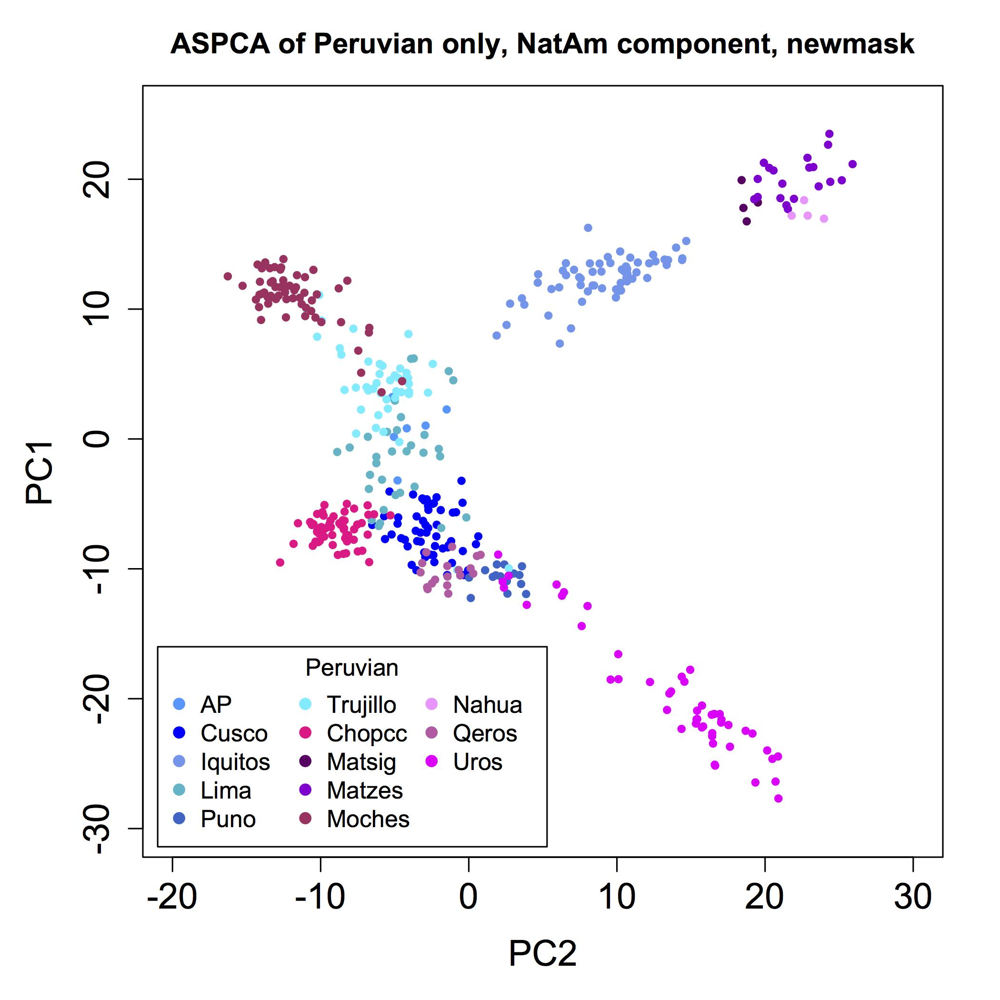 ASPCA of Peruvian only, NatAm component, newmask
PC1
20
10
0
-10
-20
-30
Peruvian
AP
Cusco
Iquitos
Lima
Puno
Trujillo
Chopcc
Matsig
Matzes
Moches
Nahua
Qeros
Uros
-20 -10 0 10 20 30
PC2